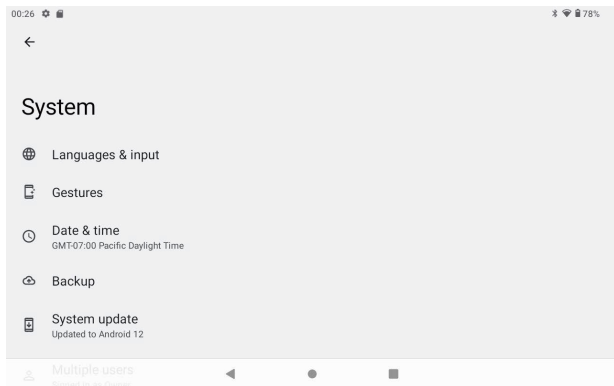 00:26
78%
System
Languages & input
Gestures
Date & time
GMT-07:00 Pacific Daylight Time
Backup
System update
Updated to Android 12
Multiple users